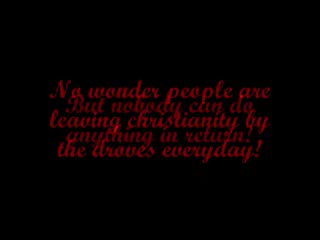 No wonder people are
But nobody can do
leaving christianity by
anything in return!
the droves everyday!